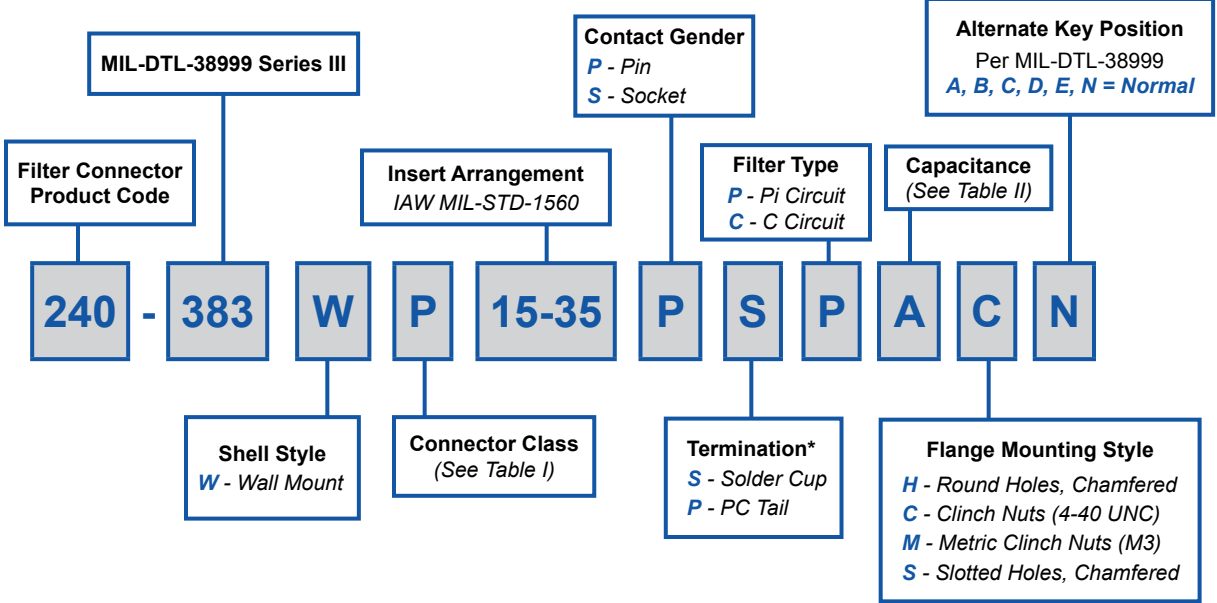 MIL-DTL-38999 Series III
Contact Gender
P - Pin
S - Socket
Alternate Key Position
Per MIL-DTL-38999
A, B, C, D, E, N = Normal
Filter Connector
Product Code
Insert Arrangement
IAW MIL-STD-1560
Filter Type
P - Pi Circuit
C - C Circuit
Capacitance
(See Table II)
240 - 383 W P 15-35 P S P A C N
Shell Style
W - Wall Mount
Connector Class
(See Table I)
Termination*
S - Solder Cup
P - PC Tail
Flange Mounting Style
H - Round Holes, Chamfered
C - Clinch Nuts (4-40 UNC)
M - Metric Clinch Nuts (M3)
S - Slotted Holes, Chamfered